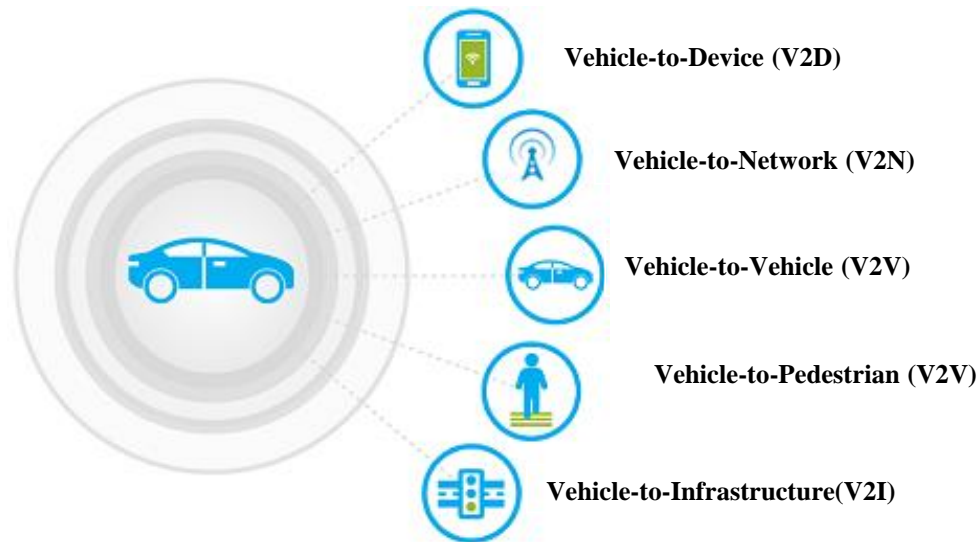 Vehicle-to-Device (V2D)
Vehicle-to-Network (V2N)
Vehicle-to-Vehicle (V2V)
Vehicle-to-Pedestrian (V2V)
Vehicle-to-Infrastructure(V2I)